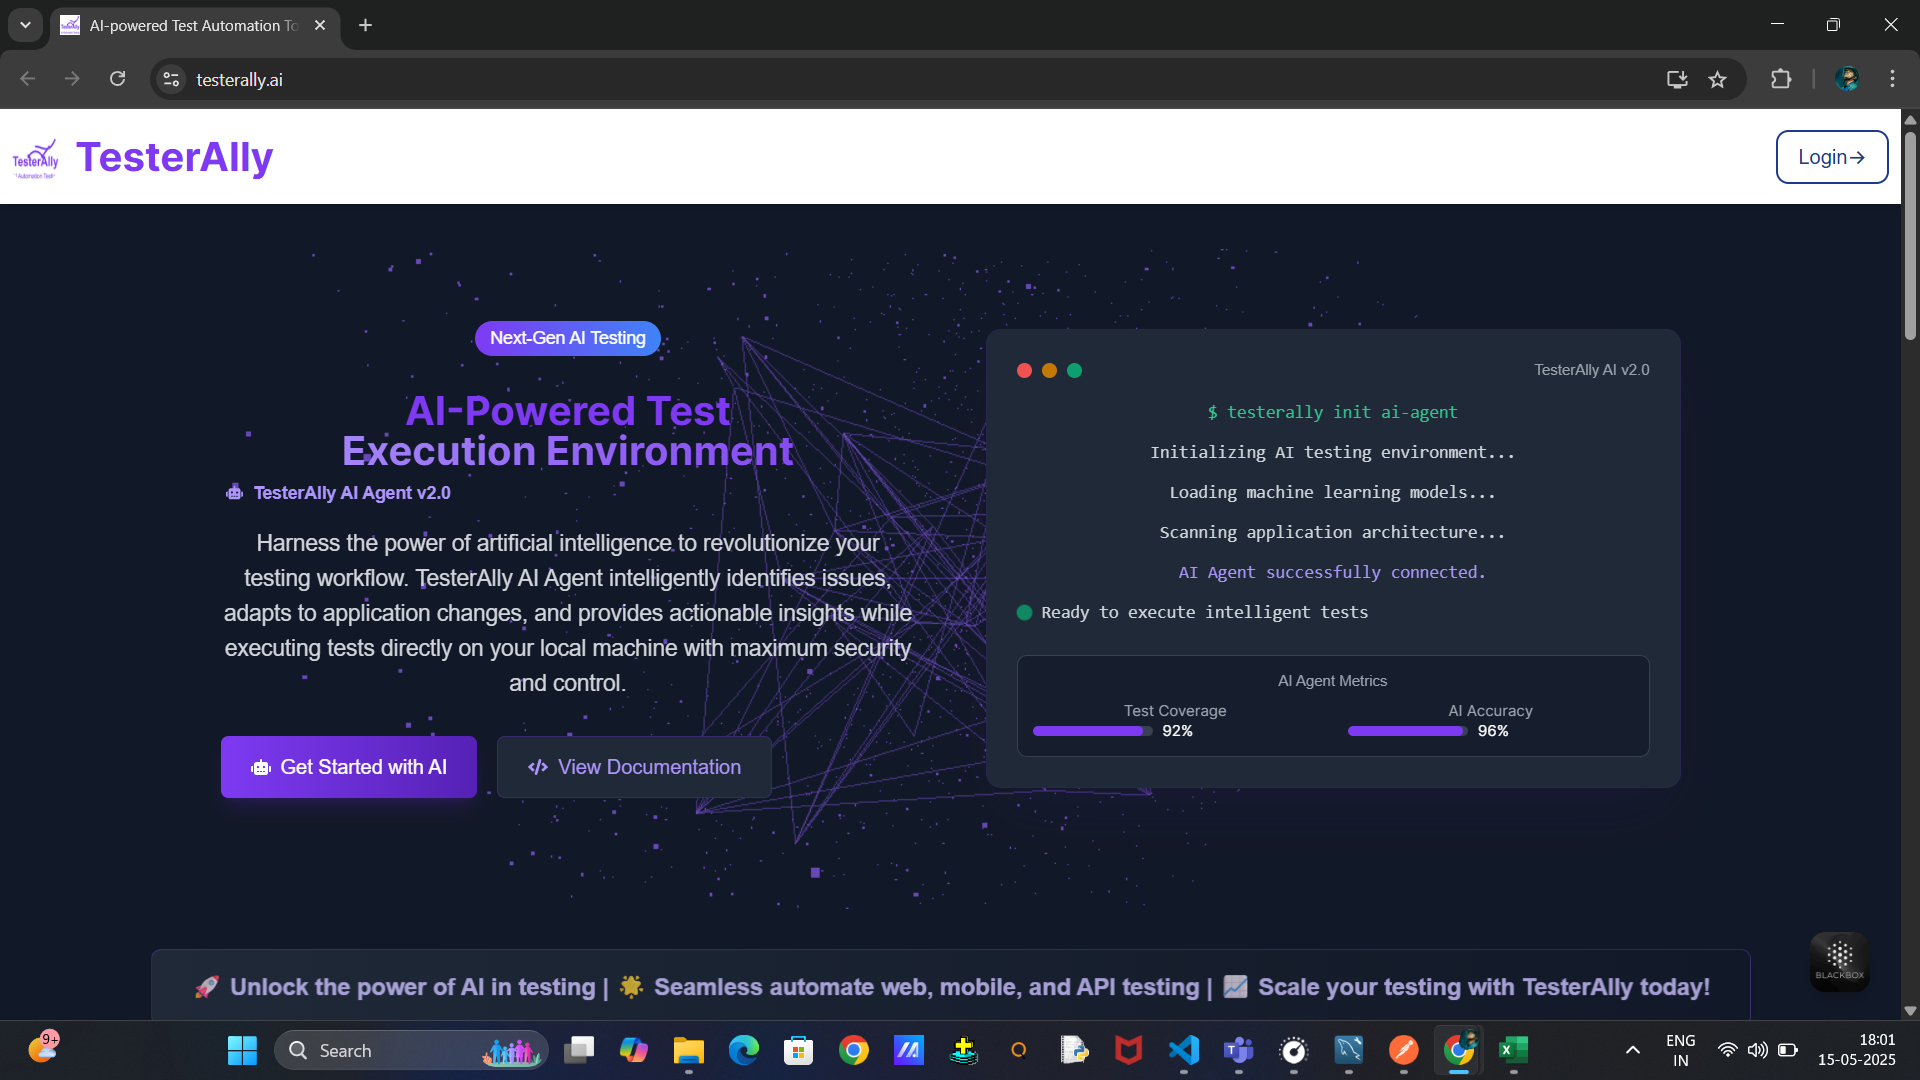 AI-powered Test Automation To
testerally.ai
TesterAlly
TesterAlly
Login→
Next-Gen AI Testing
AI-Powered Test
Execution Environment
TesterAlly AI Agent v2.0
Harness the power of artificial intelligence to revolutionize your
testing workflow. TesterAlly AI Agent intelligently identifies issues,
adapts to application changes, and provides actionable insights while
executing tests directly on your local machine with maximum security
and control.
Get Started with AI
</> View Documentation
TesterAlly AI v2.0
$ testerally init ai-agent
Initializing AI testing environment...
Loading machine learning models...
Scanning application architecture...
AI Agent successfully connected.
Ready to execute intelligent tests
AI Agent Metrics
Test Coverage
92%
AI Accuracy
96%
BLACKBOX
🚀 Unlock the power of AI in testing | 🌟 Seamless automate web, mobile, and API testing | 📈 Scale your testing with TesterAlly today!
9+
Search
ENG
IN
18:01
15-05-2025